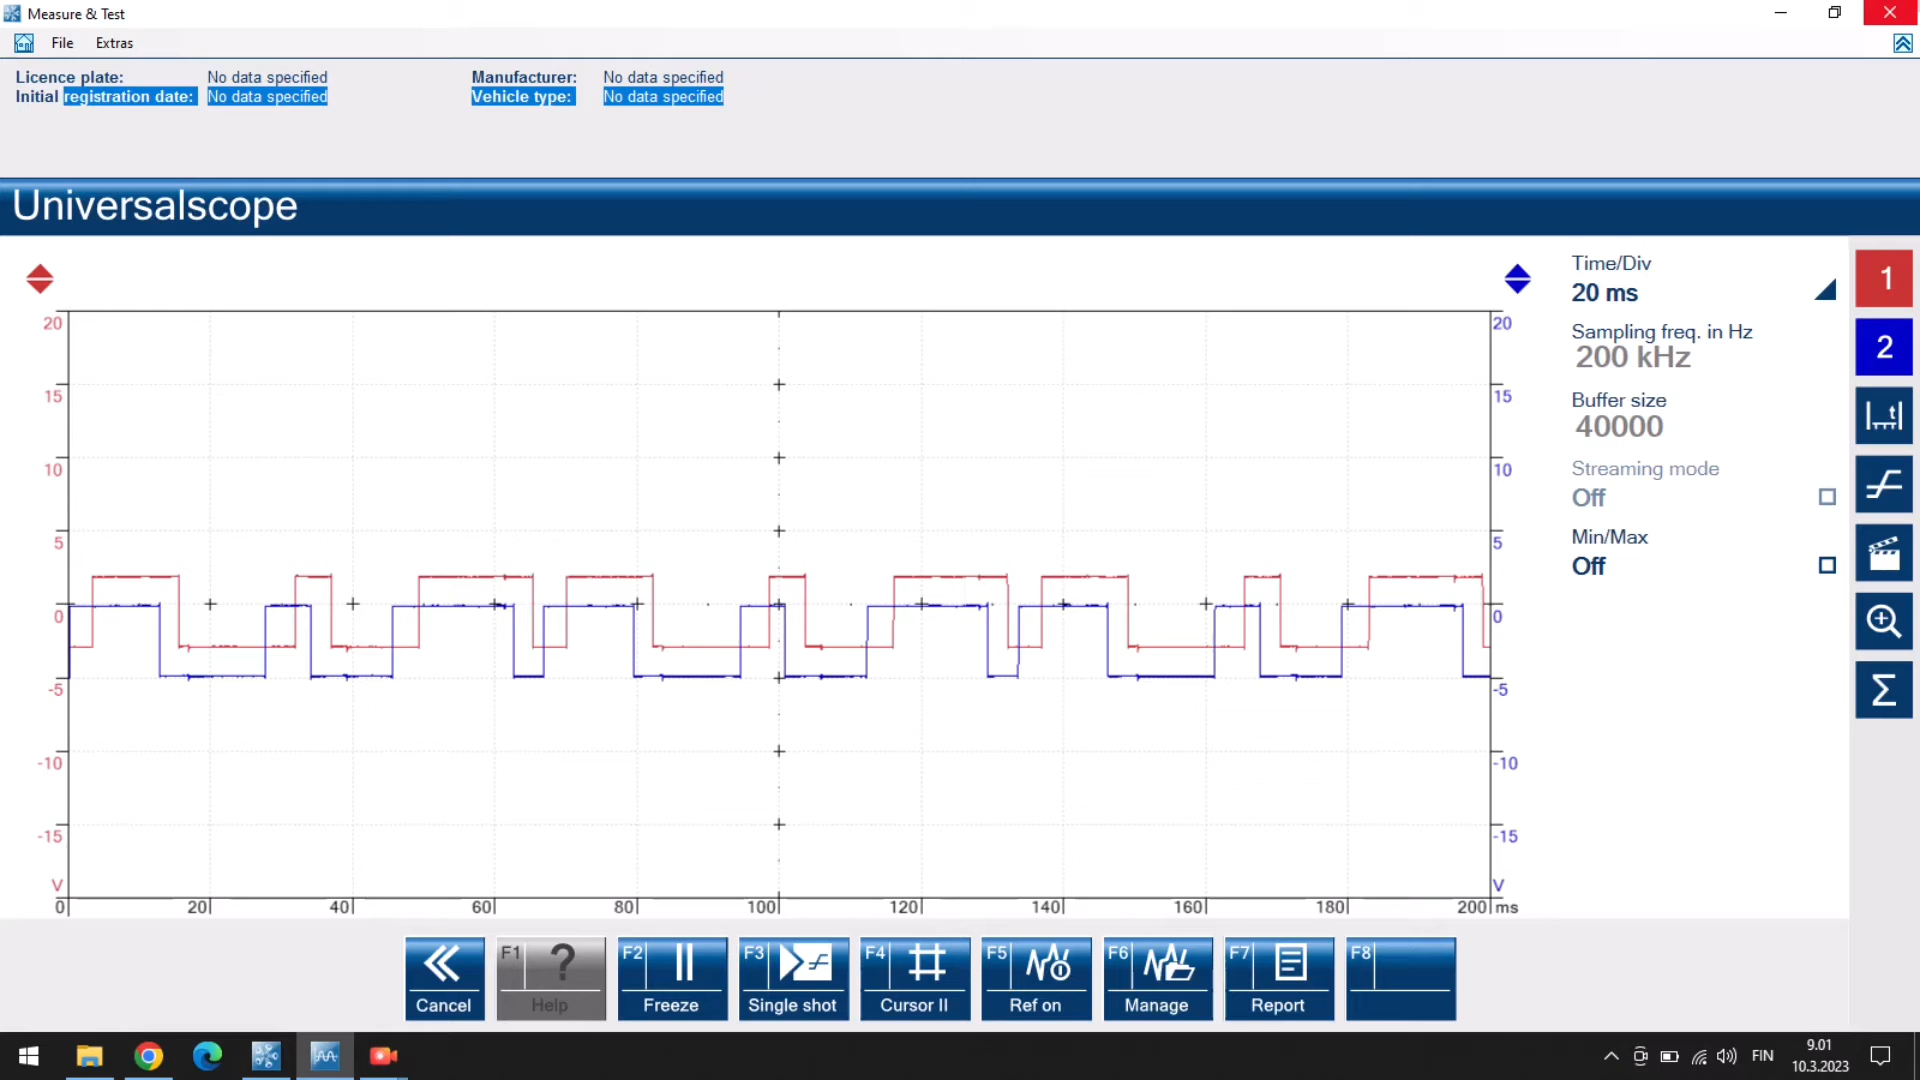 Measure & Test
File Extras
Licence plate: No data specified Manufacturer: No data specified
Initial registration date: No data specified Vehicle type: No data specified
Universalscope
Time/Div
20 ms
Sampling freq. in Hz
200 kHz
Buffer size
40000
Streaming mode
Off
Min/Max
Off
1
2
t
Σ
20 20
15 15
10 10
5 5
0 0
-5 -5
-10 -10
-15 -15
V V
0 20 40 60 80 100 120 140 160 180 200 ms
Cancel
F1 ? Help
F2 Freeze
F3 Single shot
F4 Cursor II
F5 Ref on
F6 Manage
F7 Report
F8
FIN
9.01
10.3.2023